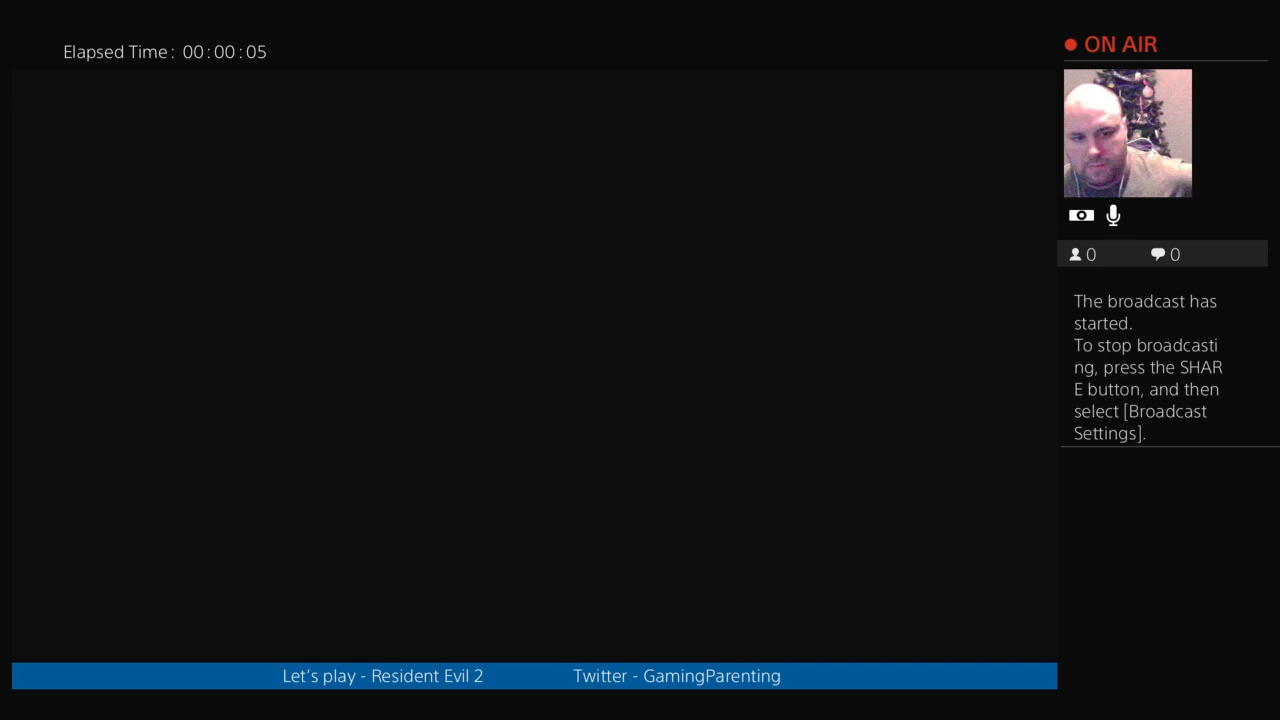 Elapsed Time: 00:00:05
ON AIR
0 0
The broadcast has
started.
To stop broadcasti
ng, press the SHAR
E button, and then
select [Broadcast
Settings].
Let's play - Resident Evil 2 Twitter - GamingParenting